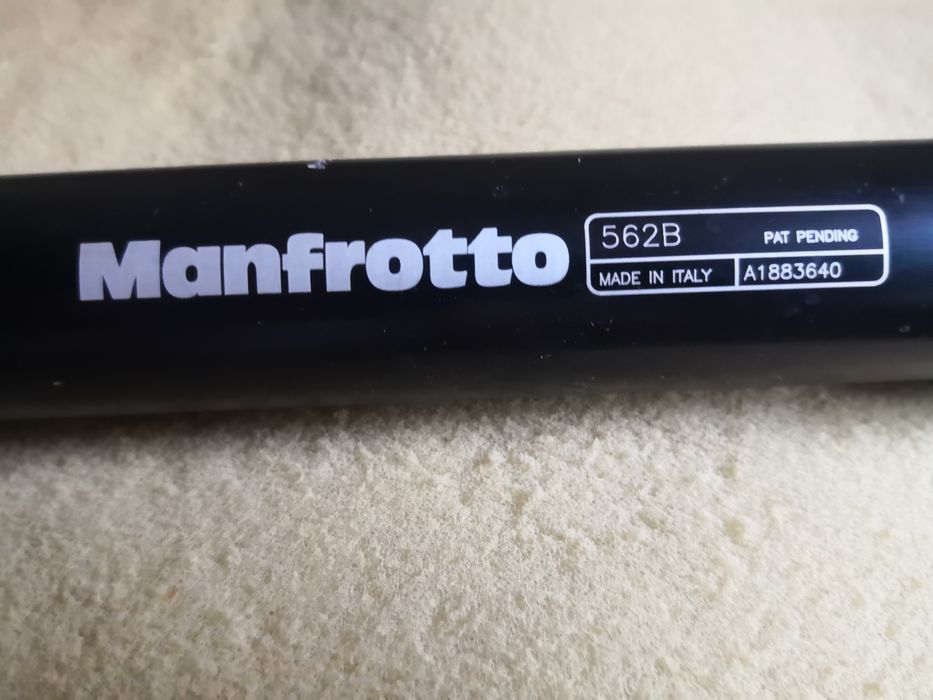 Manfrotto
562B PAT PENDING
MADE IN ITALY A1883640